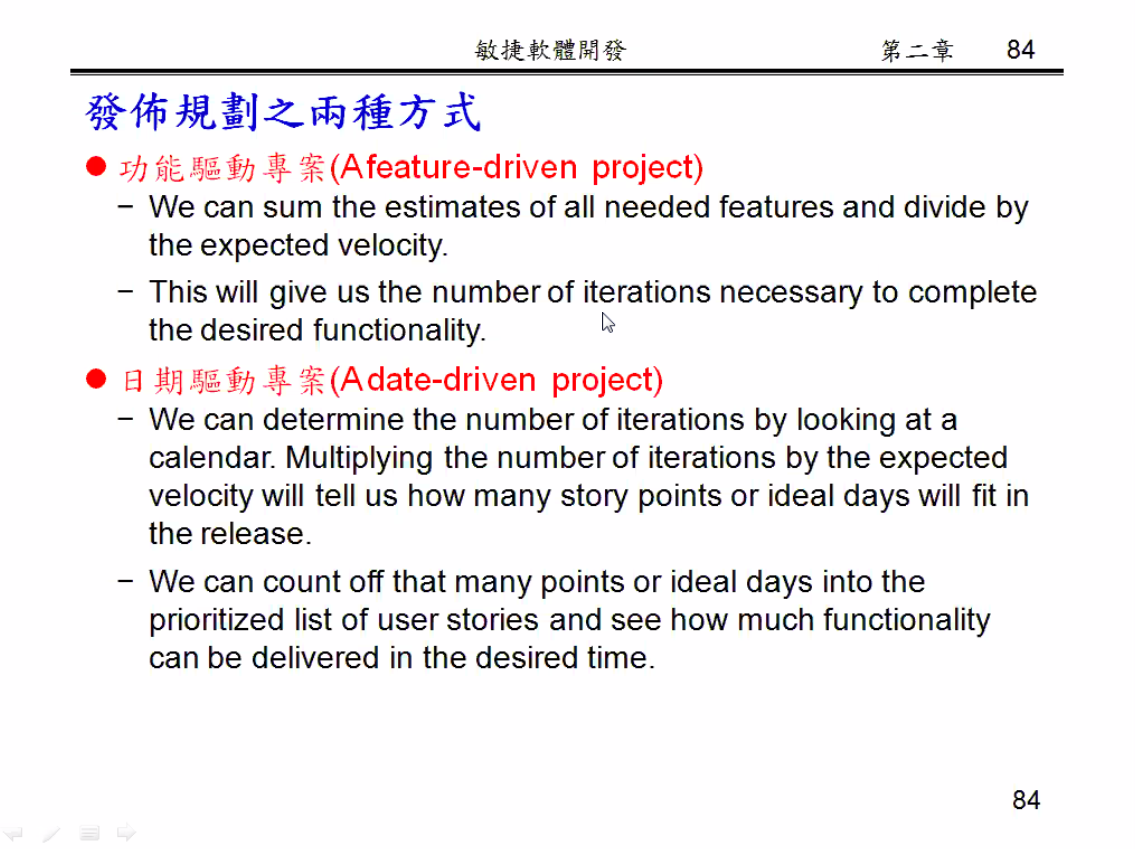 敏捷軟體開發 第二章 84
發佈規劃之兩種方式
● 功能驅動專案(A feature-driven project)
− We can sum the estimates of all needed features and divide by
the expected velocity.
− This will give us the number of iterations necessary to complete
the desired functionality.
● 日期驅動專案(A date-driven project)
− We can determine the number of iterations by looking at a
calendar. Multiplying the number of iterations by the expected
velocity will tell us how many story points or ideal days will fit in
the release.
− We can count off that many points or ideal days into the
prioritized list of user stories and see how much functionality
can be delivered in the desired time.
84